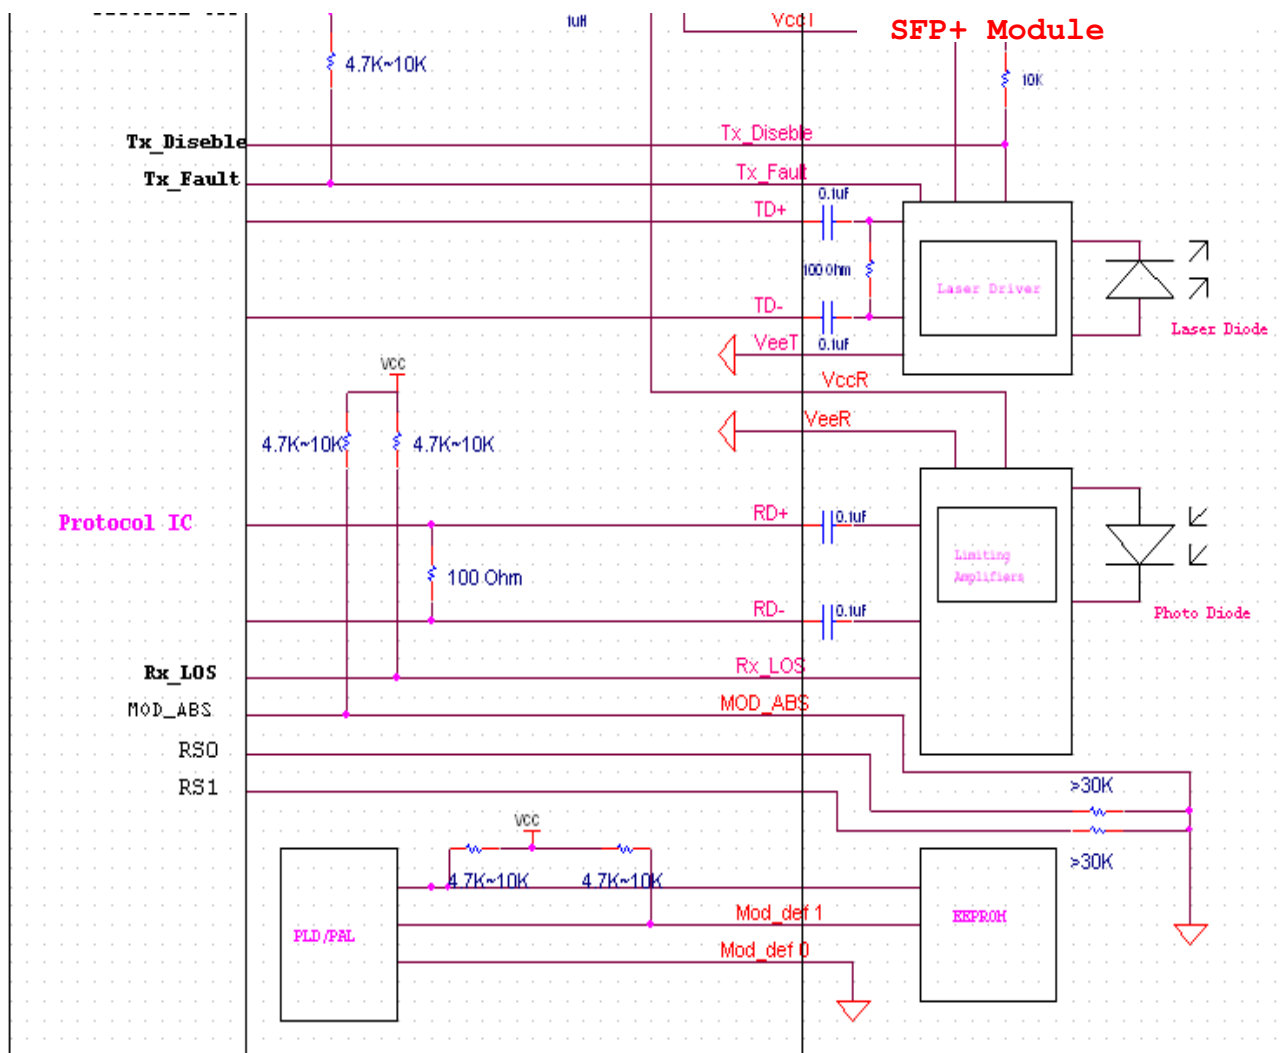 1uH
VccT
SFP+ Module
4.7K~10K
10K
Tx_Diseble
Tx_Diseble
Tx_Fault
Tx_Fault
0.1uF
TD+
100 Ohm
Laser Driver
TD-
Laser Diode
VeeT
0.1uF
VCC
VccR
VeeR
4.7K~10K
4.7K~10K
Protocol IC
RD+
0.1uF
Limiting
Amplifiers
100 Ohm
RD-
0.1uF
Photo Diode
Rx_LOS
Rx_LOS
MOD_ABS
MOD_ABS
RS0
RS1
>30K
VCC
>30K
4.7K~10K
4.7K~10K
Mod_def 1
EEPROM
PLD/PAL
Mod_def 0